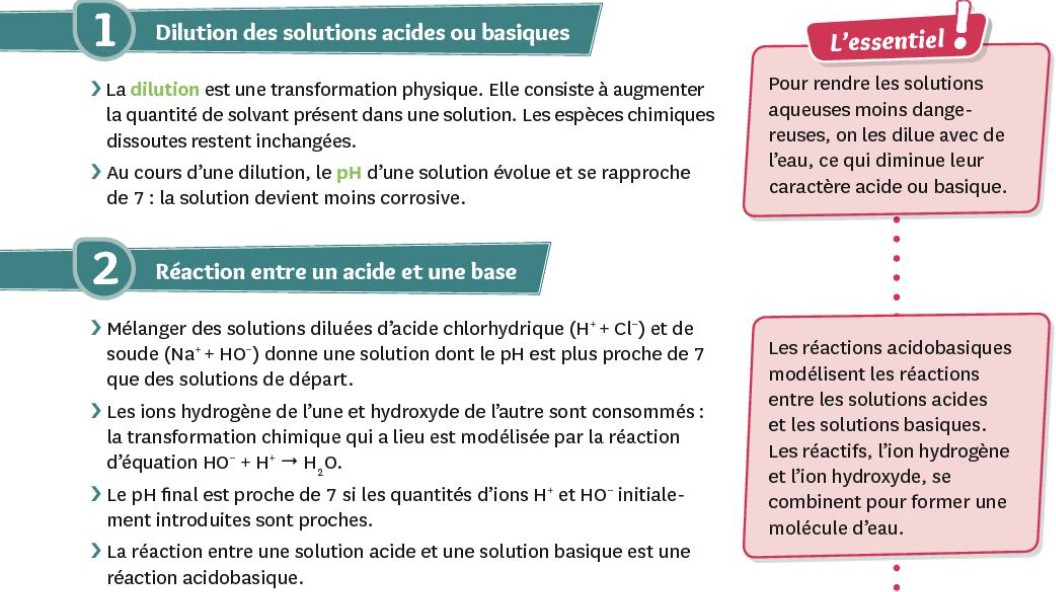 1 Dilution des solutions acides ou basiques
❯ La dilution est une transformation physique. Elle consiste à augmenter
la quantité de solvant présent dans une solution. Les espèces chimiques
dissoutes restent inchangées.
❯ Au cours d’une dilution, le pH d’une solution évolue et se rapproche
de 7 : la solution devient moins corrosive.
L’essentiel !
Pour rendre les solutions
aqueuses moins dange-
reuses, on les dilue avec de
l’eau, ce qui diminue leur
caractère acide ou basique.
2 Réaction entre un acide et une base
❯ Mélanger des solutions diluées d’acide chlorhydrique (H⁺ + Cl⁻) et de
soude (Na⁺ + HO⁻) donne une solution dont le pH est plus proche de 7
que des solutions de départ.
❯ Les ions hydrogène de l’une et hydroxyde de l’autre sont consommés :
la transformation chimique qui a lieu est modélisée par la réaction
d’équation HO⁻ + H⁺ → H₂O.
❯ Le pH final est proche de 7 si les quantités d’ions H⁺ et HO⁻ initiale-
ment introduites sont proches.
❯ La réaction entre une solution acide et une solution basique est une
réaction acidobasique.
Les réactions acidobasiques
modélisent les réactions
entre les solutions acides
et les solutions basiques.
Les réactifs, l’ion hydrogène
et l’ion hydroxyde, se
combinent pour former une
molécule d’eau.